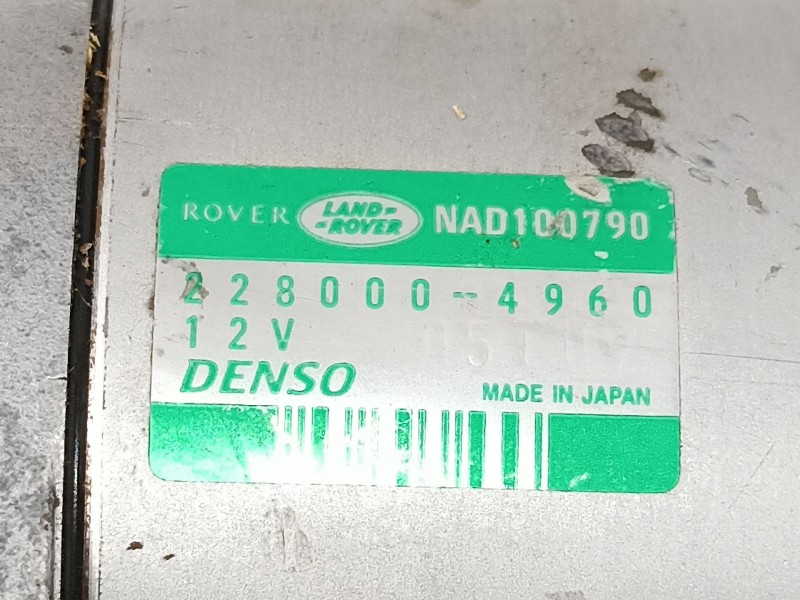 ROVER LAND-ROVER NAD100790
228000-4960
12V
DENSO MADE IN JAPAN